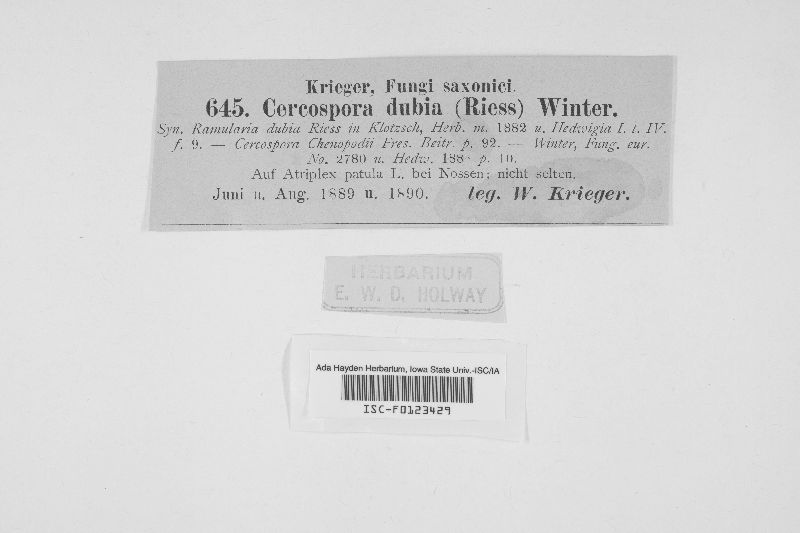 Krieger, Fungi saxonici.
645. Cercospora dubia (Riess) Winter.
Syn. Ramularia dubia Riess in Klotzsch, Herb. m. 1882 u. Hedwigia I. t. IV.
f. 9. — Cercospora Chenopodii Fres. Beitr. p. 92. — Winter, Fung. eur.
No. 2780 u. Hedw. 188 p. 10.
Auf Atriplex patula L. bei Nossen; nicht selten.
Juni u. Aug. 1889 u. 1890. leg. W. Krieger.
HERBARIUM
E. W. D. HOLWAY
Ada Hayden Herbarium, Iowa State Univ.-ISC/IA
ISC-F0123429